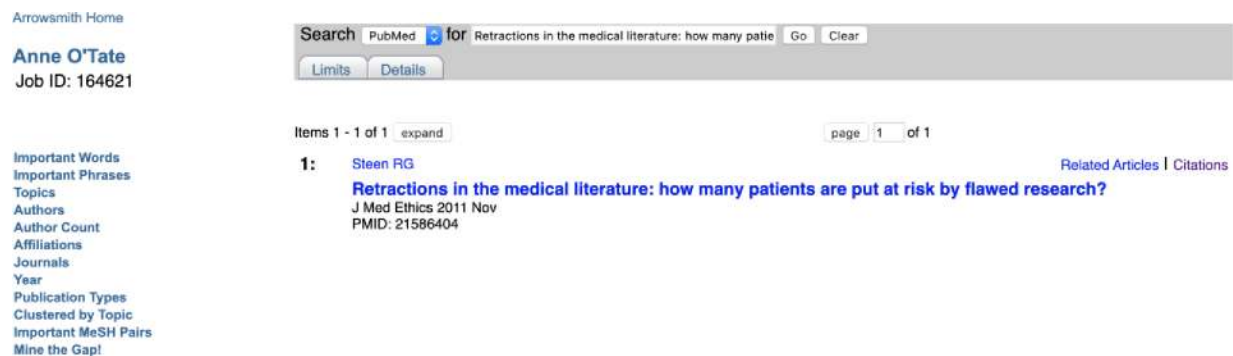 Arrowsmith Home
Anne O'Tate
Job ID: 164621
Search PubMed for Retractions in the medical literature: how many patie Go Clear
Limits Details
Items 1 - 1 of 1 expand page 1 of 1
Important Words
Important Phrases
Topics
Authors
Author Count
Affiliations
Journals
Year
Publication Types
Clustered by Topic
Important MeSH Pairs
Mine the Gap!
1: Steen RG Related Articles | Citations
Retractions in the medical literature: how many patients are put at risk by flawed research?
J Med Ethics 2011 Nov
PMID: 21586404